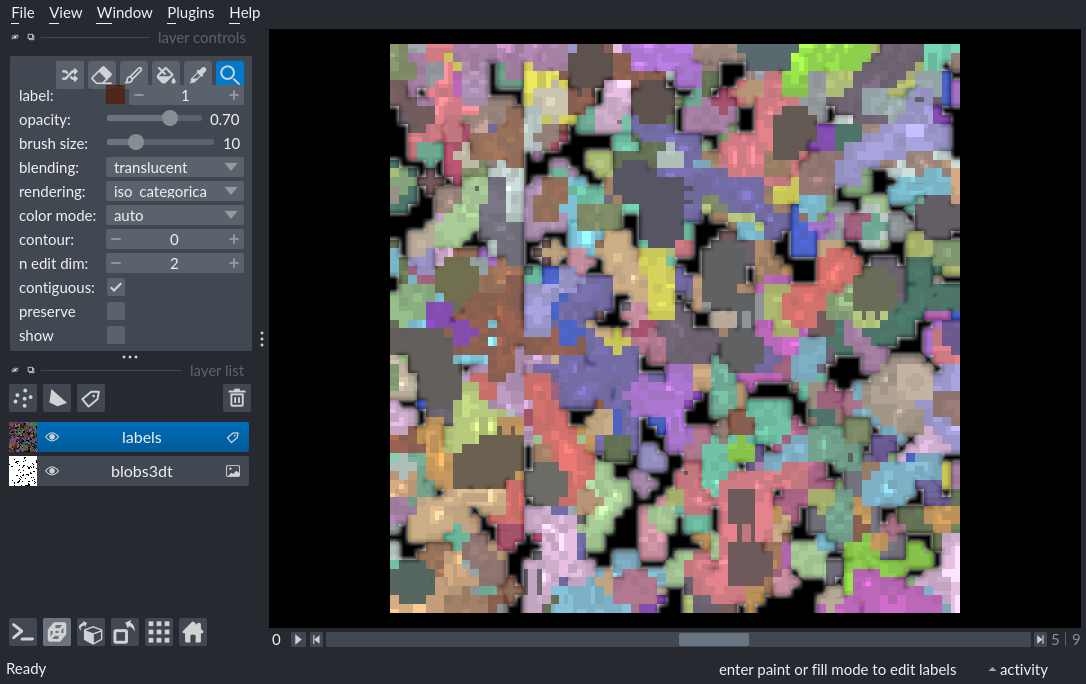 File View Window Plugins Help
layer controls
label: 1
opacity: 0.70
brush size: 10
blending: translucent
rendering: iso_categorica
color mode: auto
contour: 0
n edit dim: 2
contiguous:
preserve
show
layer list
labels
blobs3dt
0 5 | 9
Ready enter paint or fill mode to edit labels activity